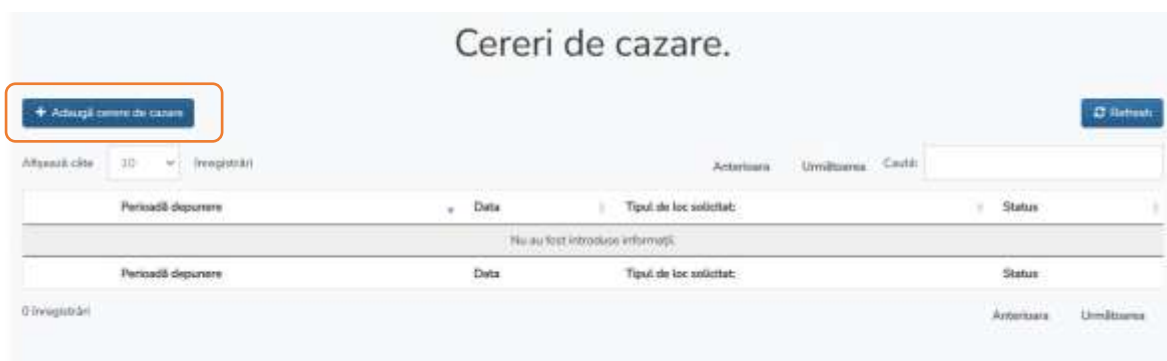 Cereri de cazare.
+ Adaugă cerere de cazare
Refresh
Afișează câte 10 înregistrări Anterioara Următoarea Caută:
Perioadă depunere Data Tipul de loc solicitat: Status
Nu au fost introduse informații.
Perioadă depunere Data Tipul de loc solicitat: Status
0 înregistrări Anterioara Următoarea